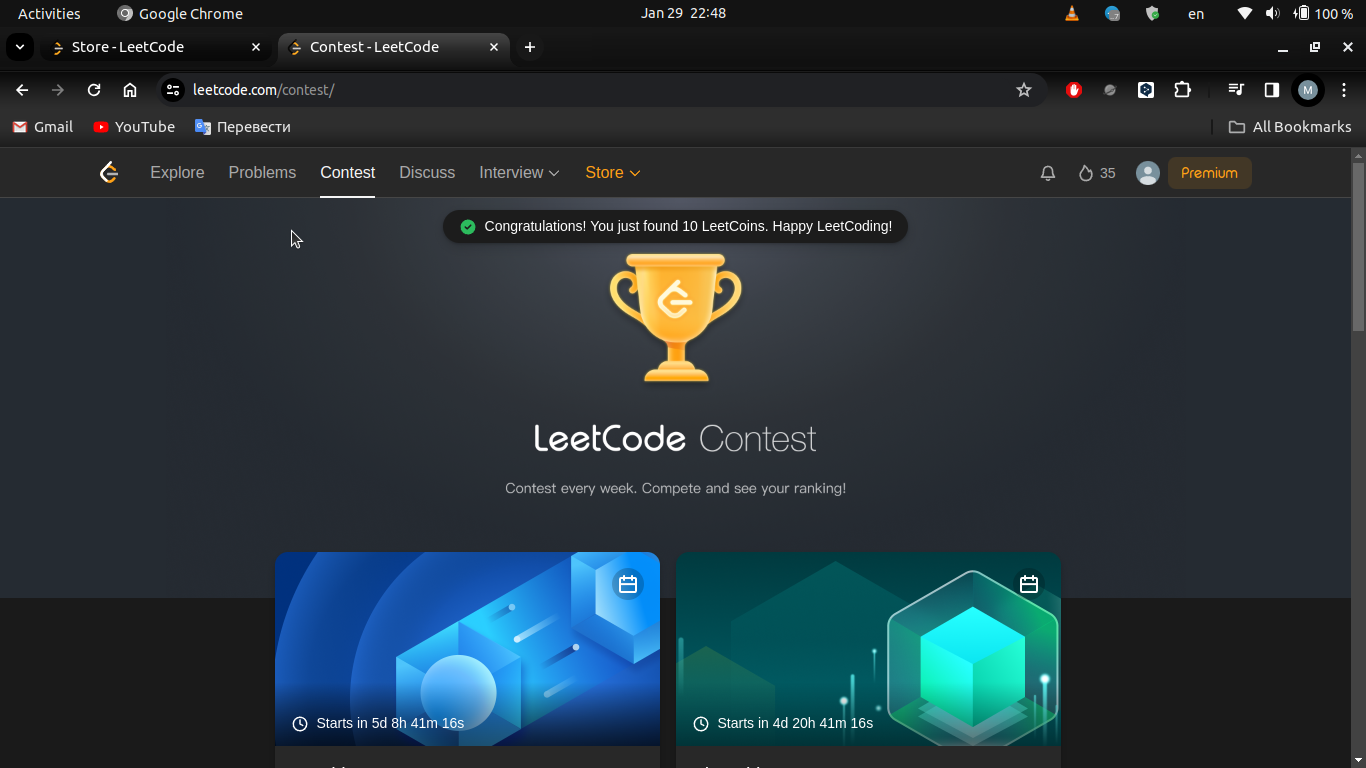 Activities
Google Chrome
Jan 29 22:48
en
100 %
Store - LeetCode
Contest - LeetCode
leetcode.com/contest/
M
Gmail
YouTube
Перевести
All Bookmarks
Explore
Problems
Contest
Discuss
Interview
Store
35
Premium
Congratulations! You just found 10 LeetCoins. Happy LeetCoding!
LeetCode Contest
Contest every week. Compete and see your ranking!
Starts in 5d 8h 41m 16s
Starts in 4d 20h 41m 16s